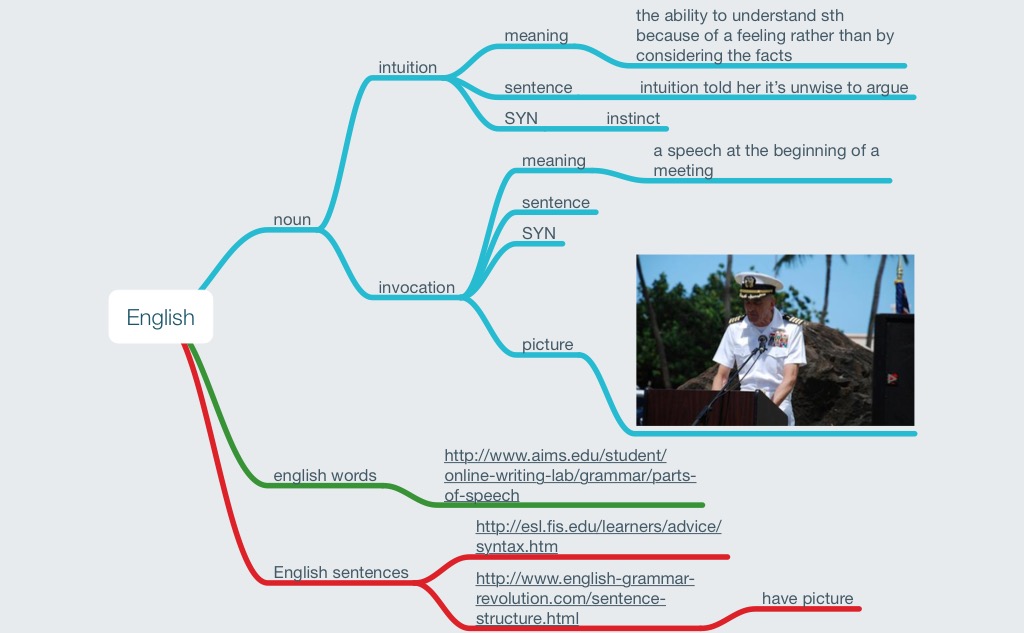 the ability to understand sth
because of a feeling rather than by
considering the facts
meaning
intuition
sentence
intuition told her it's unwise to argue
SYN
instinct
a speech at the beginning of a
meeting
meaning
sentence
noun
SYN
invocation
English
picture
http://www.aims.edu/student/
online-writing-lab/grammar/parts-
of-speech
english words
http://esl.fis.edu/learners/advice/
syntax.htm
English sentences
http://www.english-grammar-
revolution.com/sentence-
structure.html
have picture